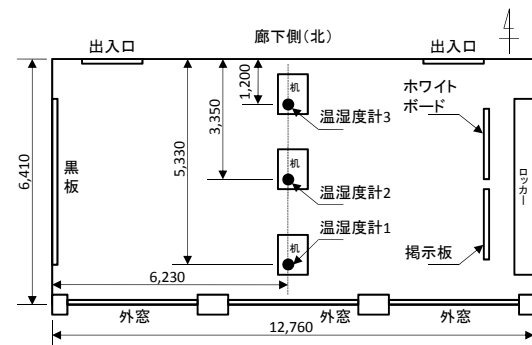 出入口
廊下側(北)
出入口
1,200
3,350
5,330
6,410
机
温湿度計3
ホワイト
ボード
黒板
机
温湿度計2
ロッカー
机
温湿度計1
掲示板
6,230
外窓
外窓
外窓
12,760